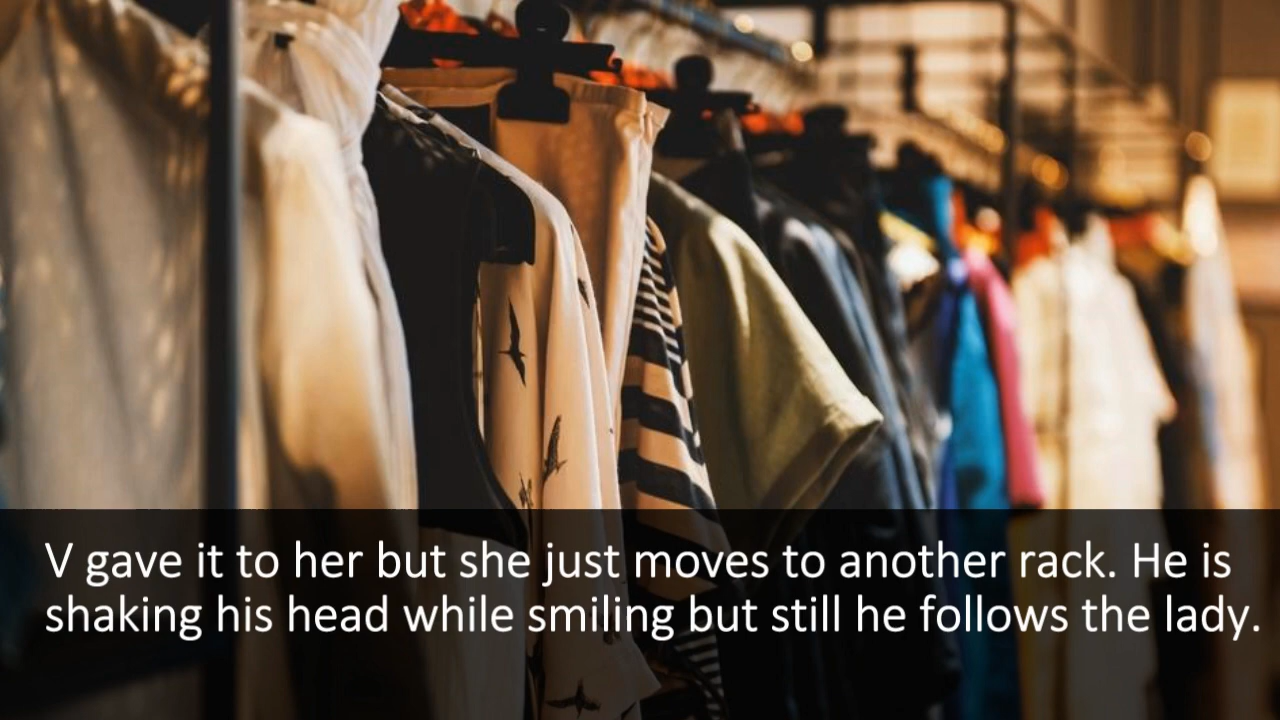 V gave it to her but she just moves to another rack. He is
shaking his head while smiling but still he follows the lady.